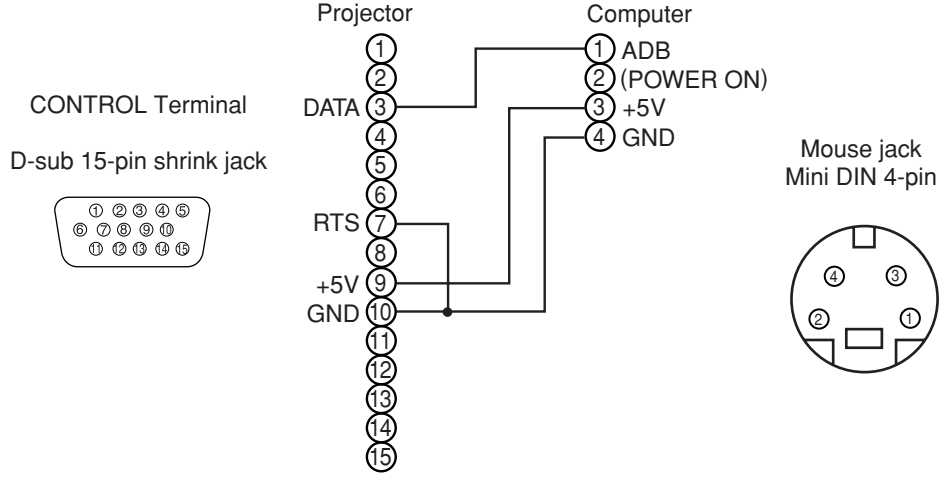 Projector
Computer
① ① ADB
② ② (POWER ON)
DATA ③ ③ +5V
④ ④ GND
⑤
⑥
RTS ⑦
⑧
+5V ⑨
GND ⑩
⑪
⑫
⑬
⑭
⑮
CONTROL Terminal
D-sub 15-pin shrink jack
① ② ③ ④ ⑤
⑥ ⑦ ⑧ ⑨ ⑩
⑪ ⑫ ⑬ ⑭ ⑮
Mouse jack
Mini DIN 4-pin
④ ③
② ①